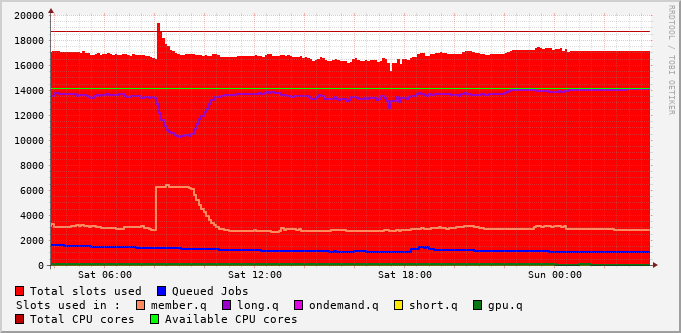 20000
18000
16000
14000
12000
10000
8000
6000
4000
2000
0
Sat 06:00 Sat 12:00 Sat 18:00 Sun 00:00
Total slots used Queued Jobs
Slots used in : member.q long.q ondemand.q short.q gpu.q
Total CPU cores Available CPU cores
RRDTOOL / TOBI OETIKER